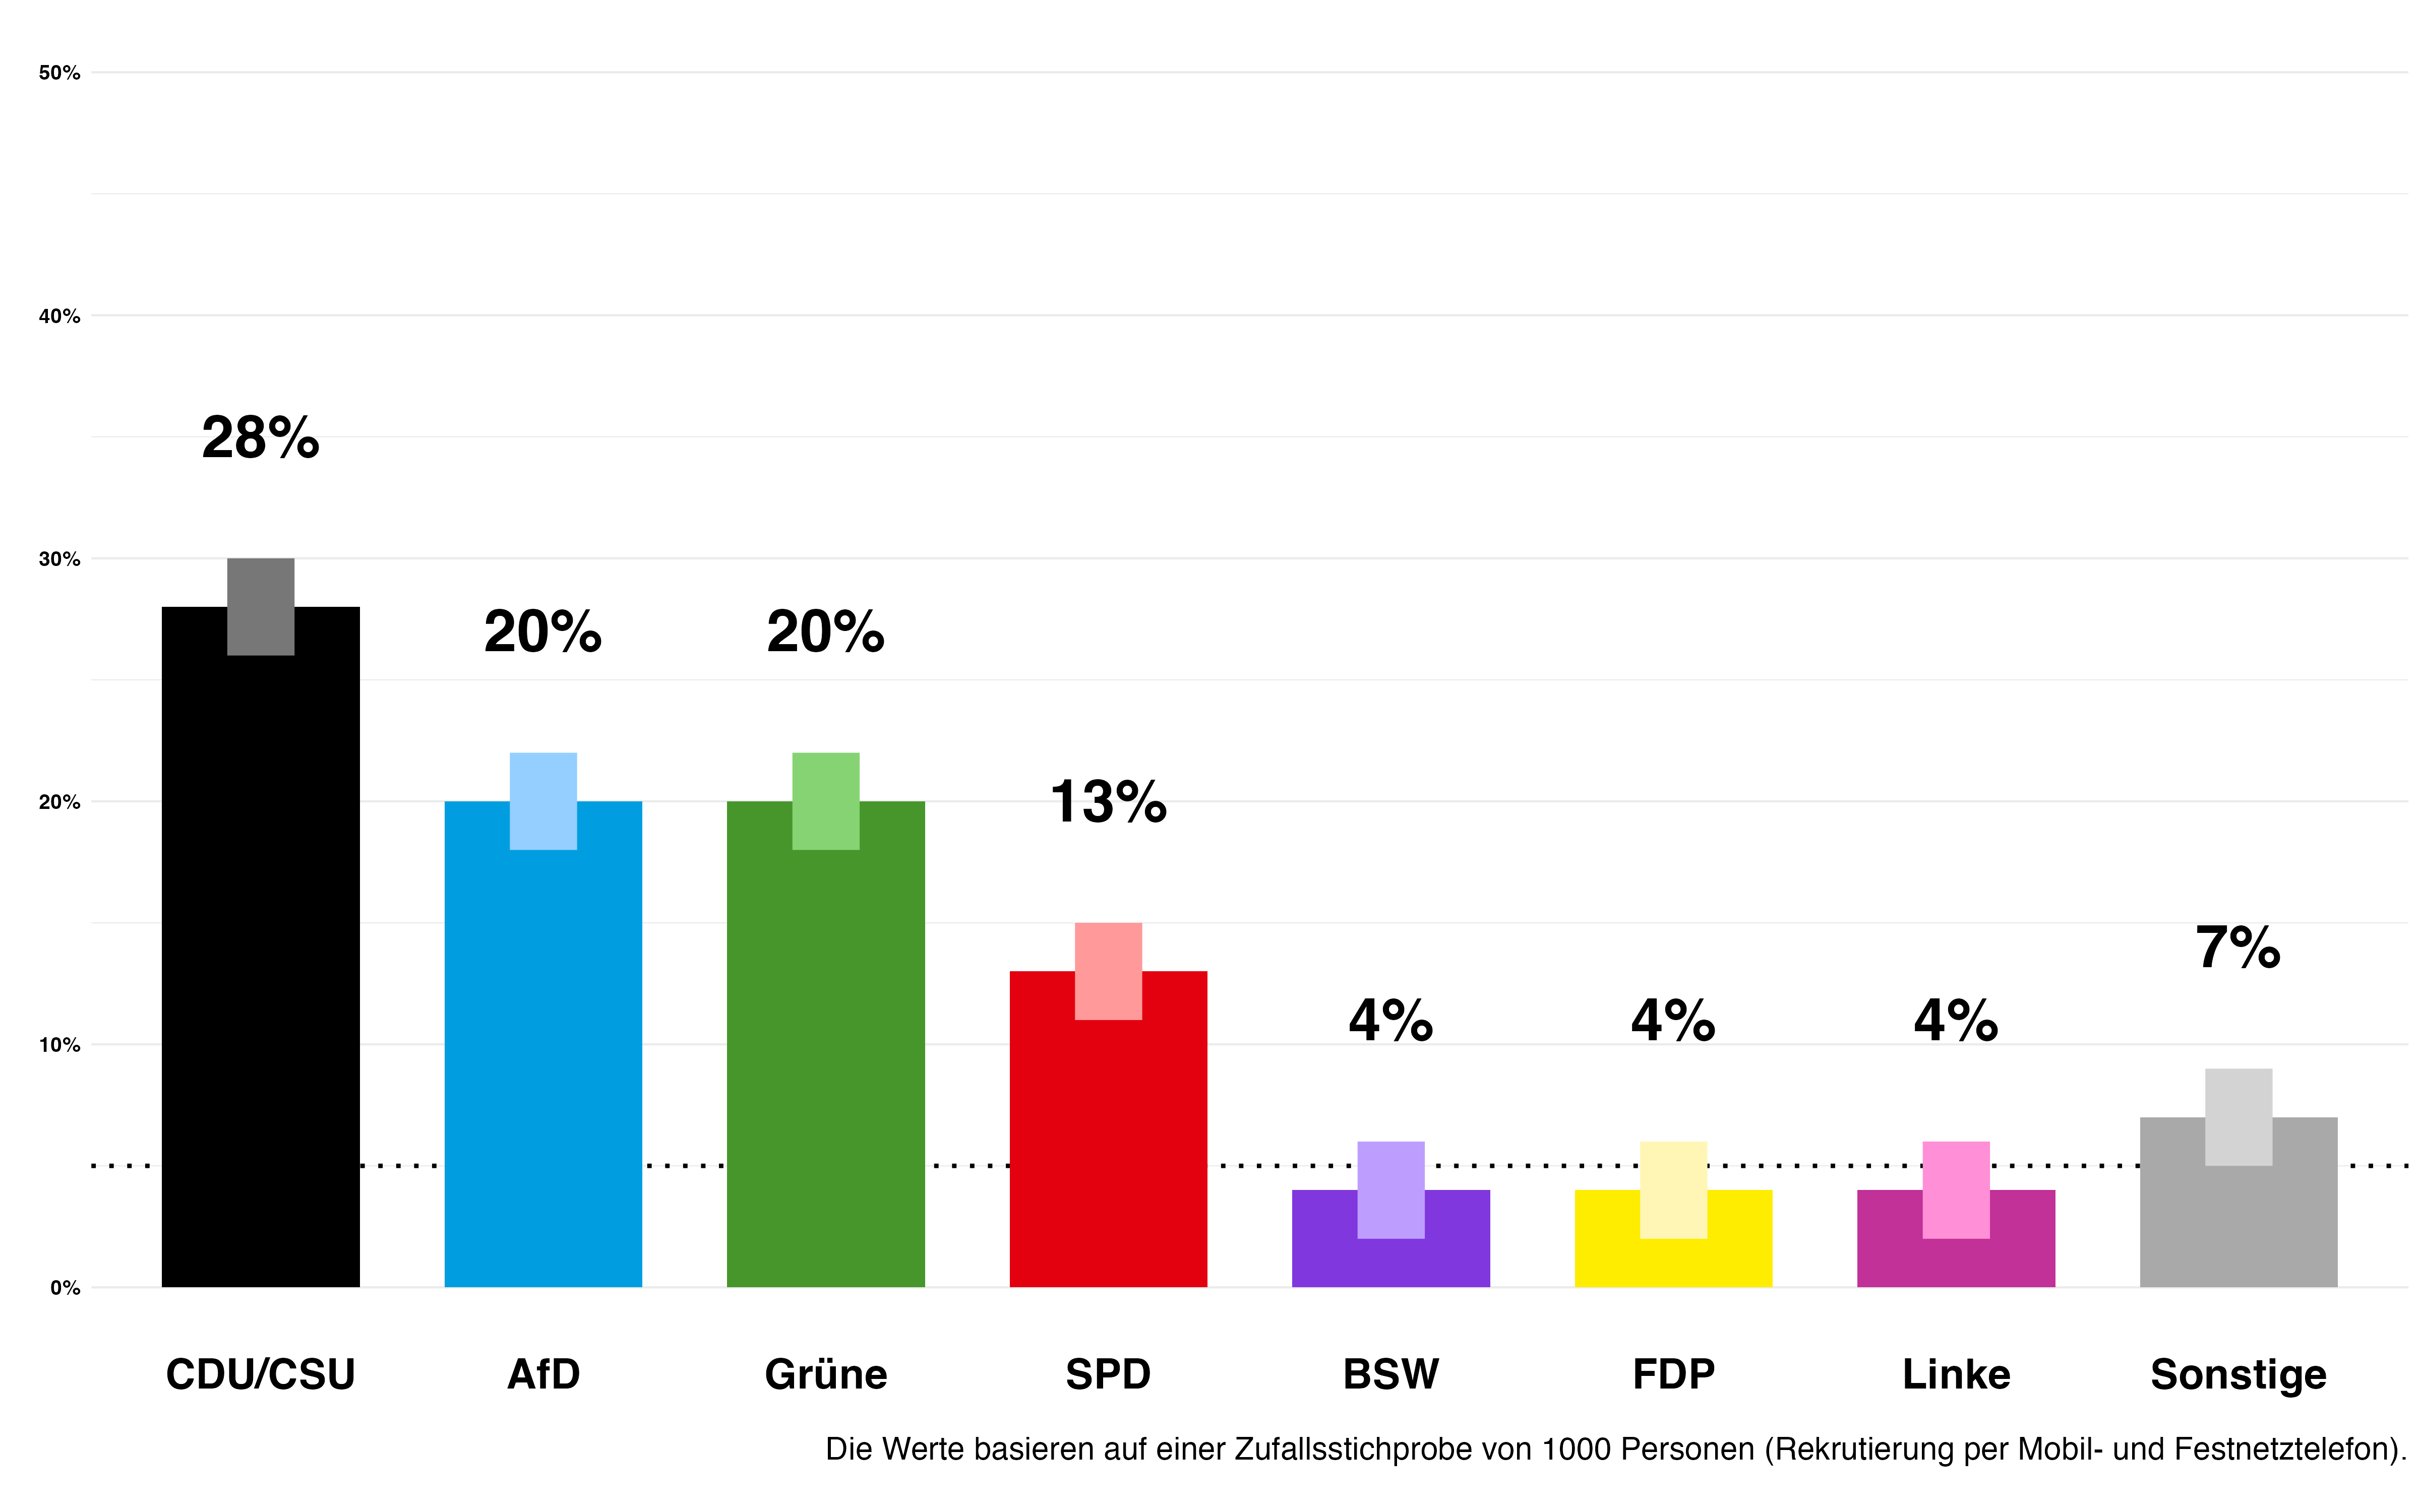 50%
40%
30%
20%
10%
0%
28%
20%
20%
13%
4%
4%
4%
7%
CDU/CSU
AfD
Grüne
SPD
BSW
FDP
Linke
Sonstige
Die Werte basieren auf einer Zufallsstichprobe von 1000 Personen (Rekrutierung per Mobil- und Festnetztelefon).